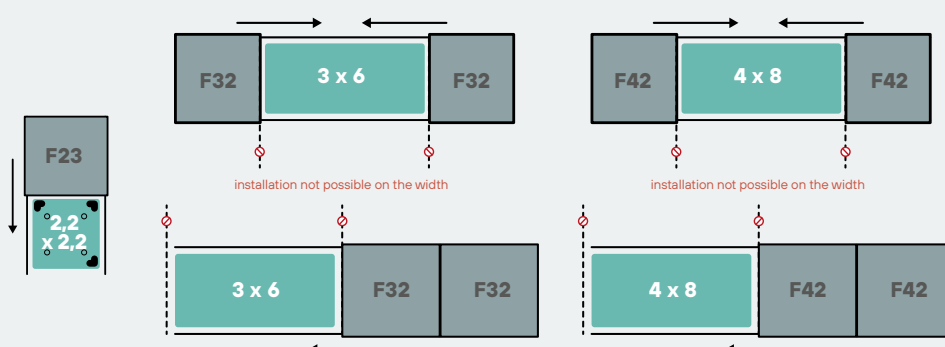 F32
3 x 6
F32
F42
4 x 8
F42
F23
installation not possible on the width
installation not possible on the width
2,2
x 2,2
3 x 6
F32
F32
4 x 8
F42
F42